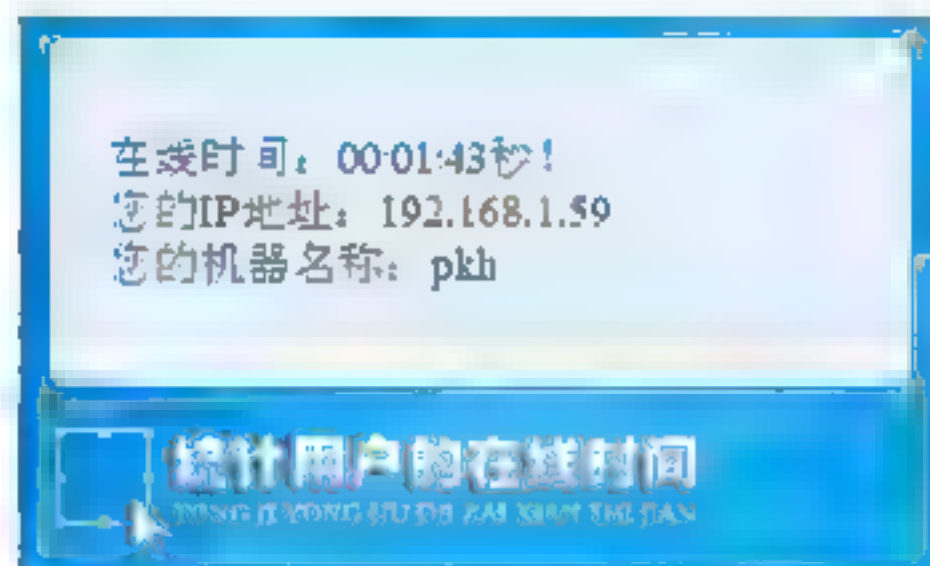 在线时间：00:01:43秒！
您的IP地址：192.168.1.59
您的机器名称：pkh
统计用户的在线时间
TONG JI YONG HU DE ZAI XIAN SHI JIAN